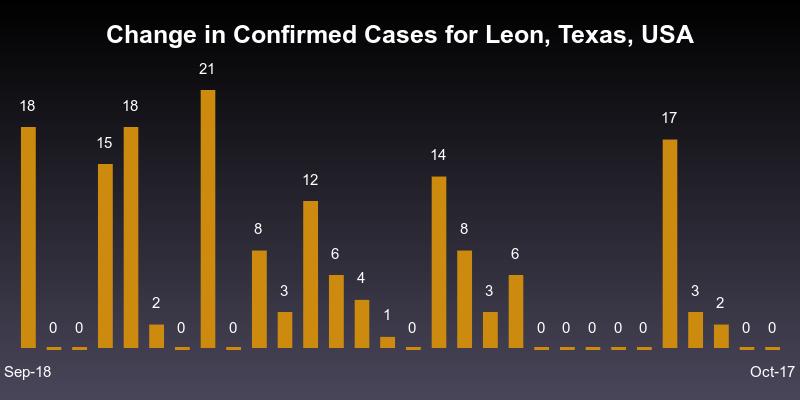 Change in Confirmed Cases for Leon, Texas, USA
18 0 0 15 18 2 0 21 0 8 3 12 6 4 1 0 14 8 3 6 0 0 0 0 0 17 3 2 0 0
Sep-18 Oct-17